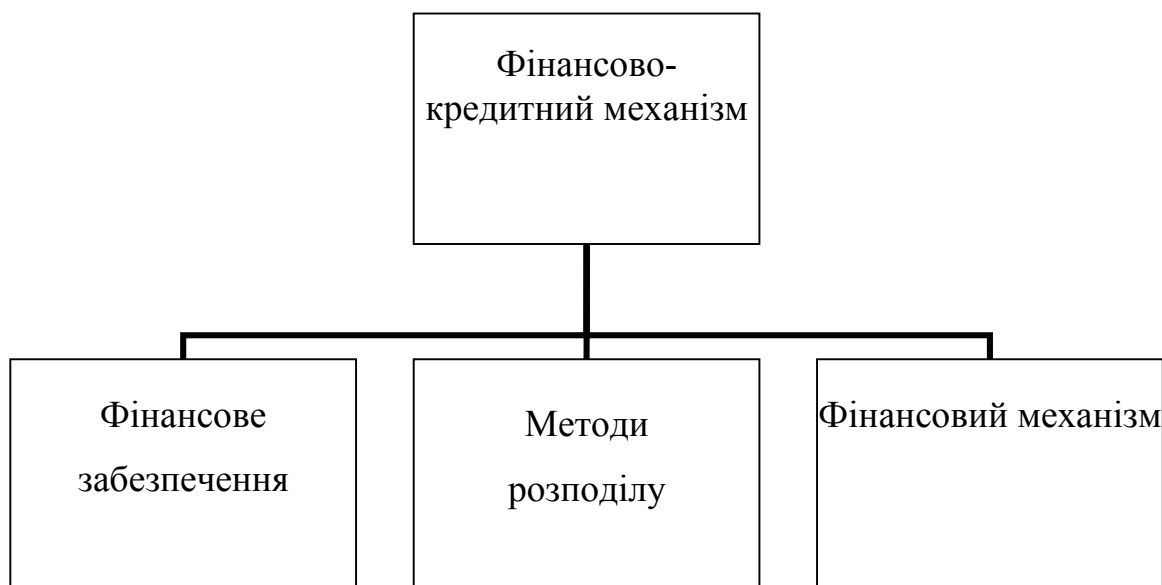 Фінансово-
кредитний механізм
Фінансове
забезпечення
Методи
розподілу
Фінансовий механізм